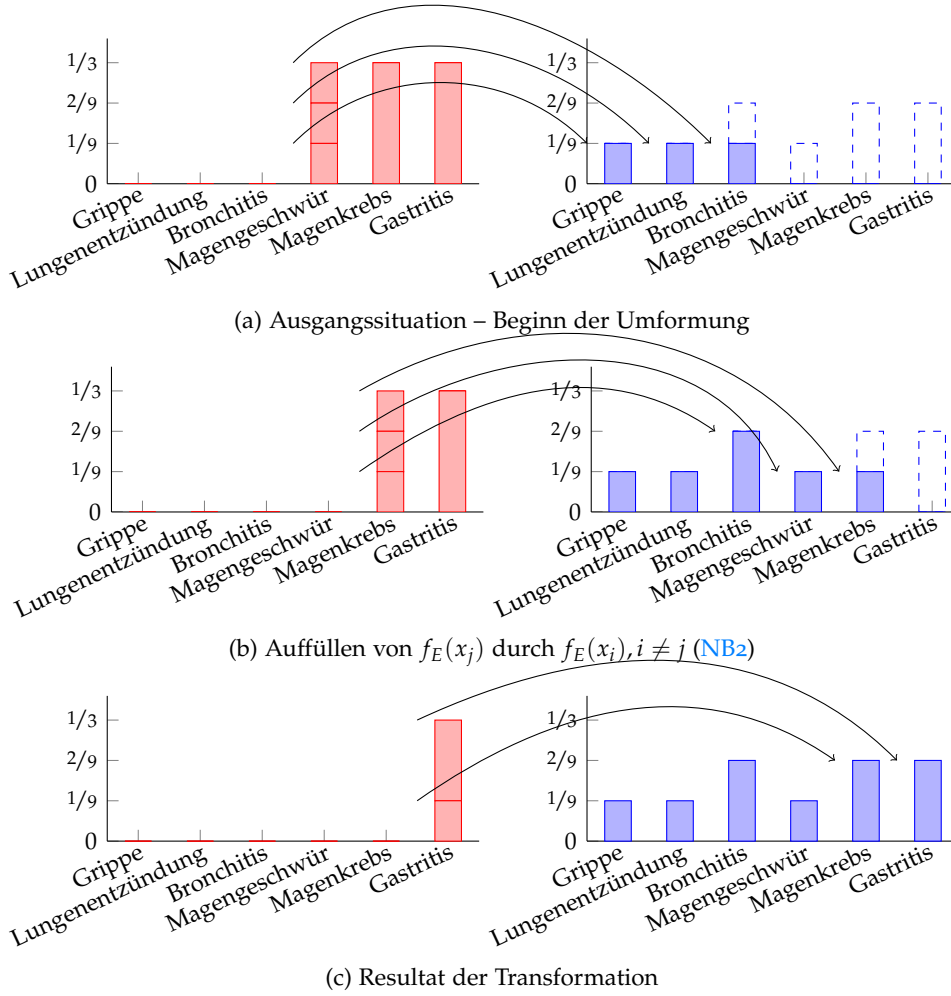 1/3
2/9
1/9
0
Grippe
Lungenentzündung
Bronchitis
Magengeschwür
Magenkrebs
Gastritis
1/3
2/9
1/9
0
Grippe
Lungenentzündung
Bronchitis
Magengeschwür
Magenkrebs
Gastritis
(a) Ausgangssituation – Beginn der Umformung
1/3
2/9
1/9
0
Grippe
Lungenentzündung
Bronchitis
Magengeschwür
Magenkrebs
Gastritis
1/3
2/9
1/9
0
Grippe
Lungenentzündung
Bronchitis
Magengeschwür
Magenkrebs
Gastritis
(b) Auffüllen von f_E(x_j) durch f_E(x_i), i ≠ j (NB2)
1/3
2/9
1/9
0
Grippe
Lungenentzündung
Bronchitis
Magengeschwür
Magenkrebs
Gastritis
1/3
2/9
1/9
0
Grippe
Lungenentzündung
Bronchitis
Magengeschwür
Magenkrebs
Gastritis
(c) Resultat der Transformation